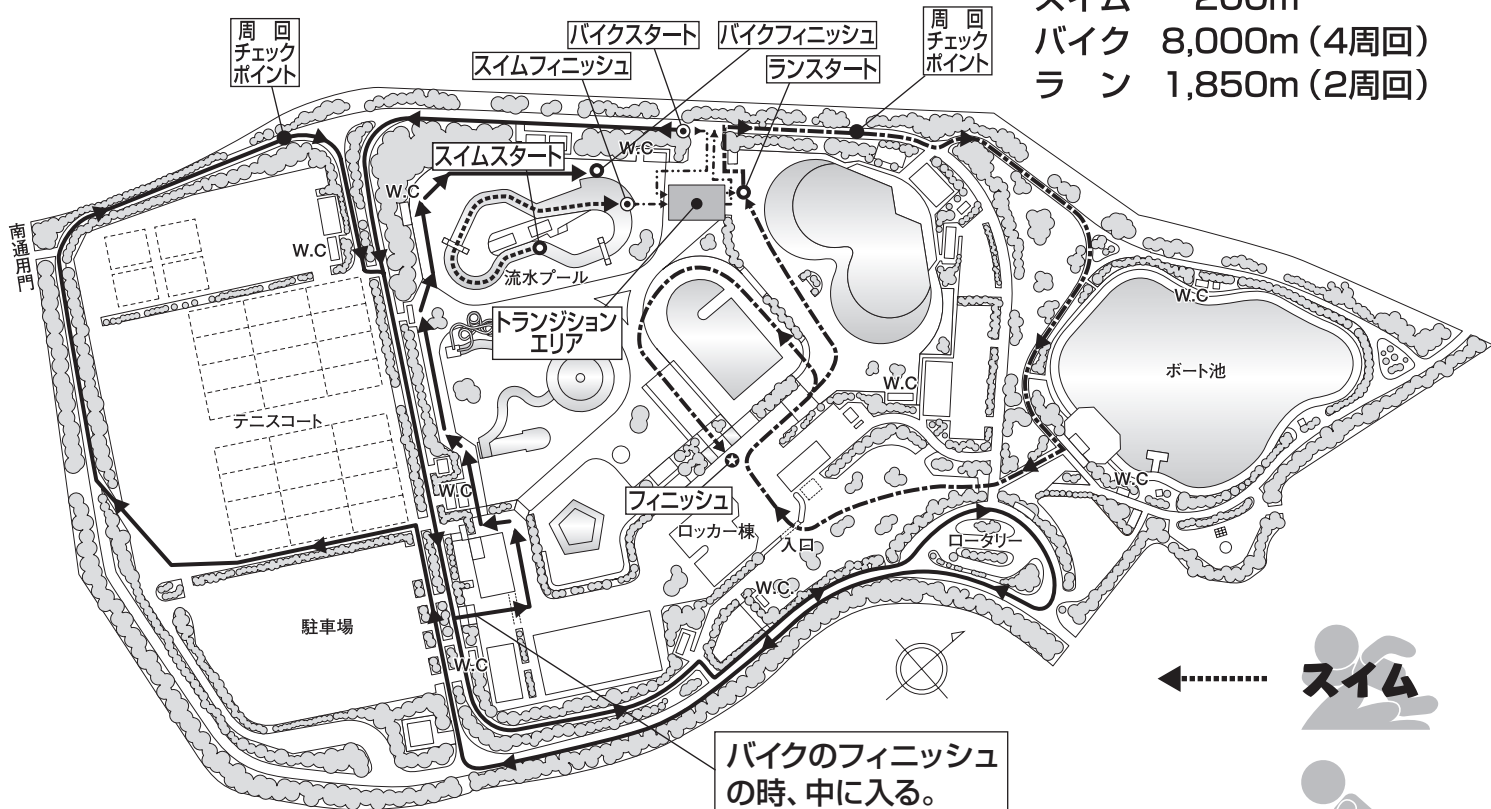 スイム 200m
バイク 8,000m（4周回）
ラン 1,850m（2周回）
周回
チェック
ポイント
バイクスタート
バイクフィニッシュ
スイムフィニッシュ
ランスタート
周回
チェック
ポイント
スイムスタート
W.C
W.C
W.C
南通用門
流水プール
トランジション
エリア
W.C
ボート池
W.C
テニスコート
W.C
W.C
フィニッシュ
ロッカー棟
入口
ロータリー
W.C.
駐車場
W.C
バイクのフィニッシュ
の時、中に入る。
スイム